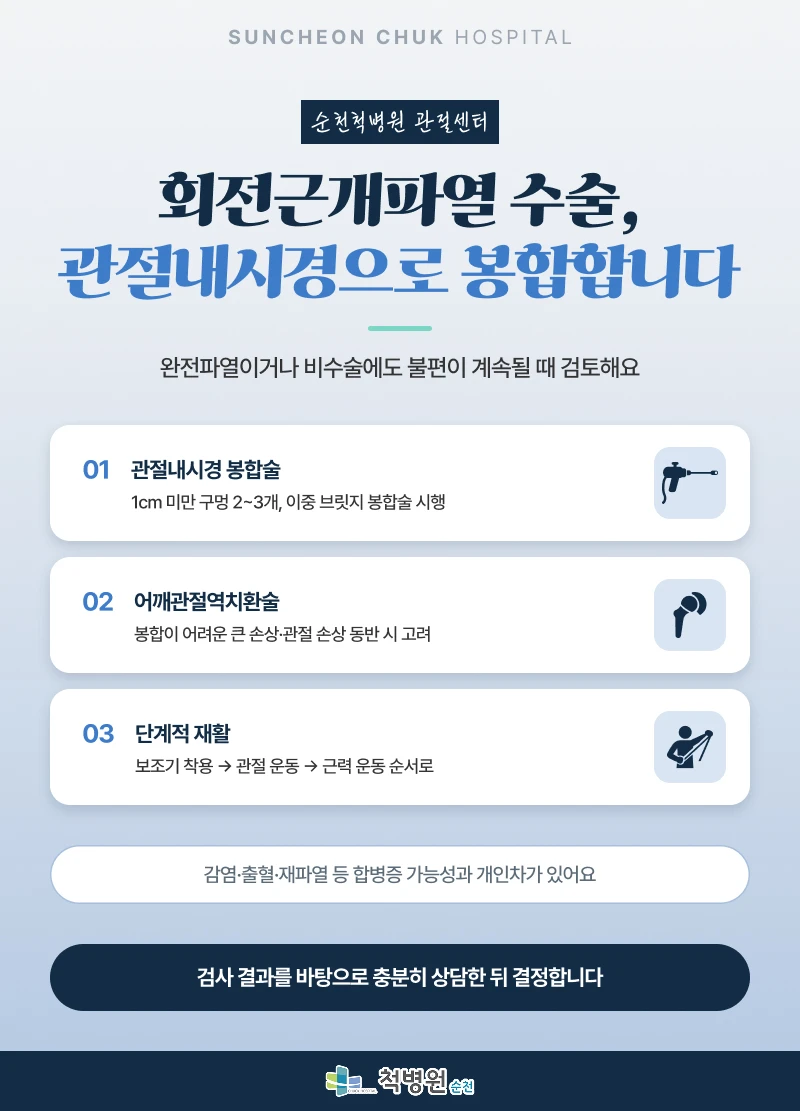 SUNCHEON CHUK HOSPITAL
순천척병원 관절센터
회전근개파열 수술,
관절내시경으로 봉합합니다
완전파열이거나 비수술에도 불편이 계속될 때 검토해요
01 관절내시경 봉합술
1cm 미만 구멍 2~3개, 이중 브릿지 봉합술 시행
02 어깨관절역치환술
봉합이 어려운 큰 손상·관절 손상 동반 시 고려
03 단계적 재활
보조기 착용 → 관절 운동 → 근력 운동 순서로
감염·출혈·재파열 등 합병증 가능성과 개인차가 있어요
검사 결과를 바탕으로 충분히 상담한 뒤 결정합니다
척병원 순천